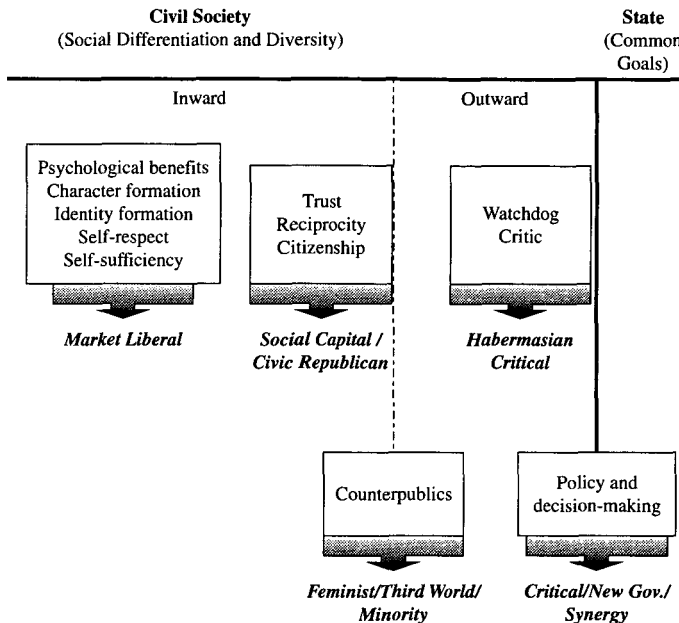 Civil Society
(Social Differentiation and Diversity)
State
(Common
Goals)
Inward
Outward
Psychological benefits
Character formation
Identity formation
Self-respect
Self-sufficiency
Trust
Reciprocity
Citizenship
Watchdog
Critic
Market Liberal
Social Capital /
Civic Republican
Habermasian
Critical
Counterpublics
Policy and
decision-making
Feminist/Third World/
Minority
Critical/New Gov./
Synergy